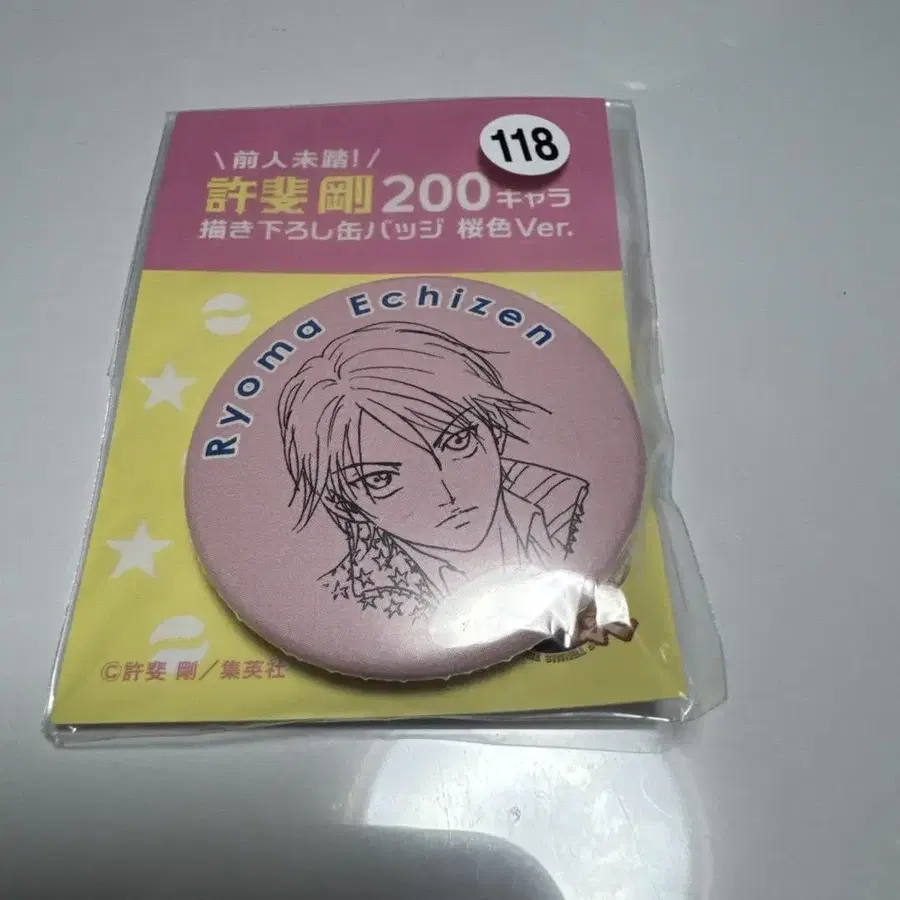 118
\前人未踏!/
許斐 剛 200キャラ
描き下ろし缶バッジ 桜色Ver.
Ryoma Echizen
©許斐 剛/集英社